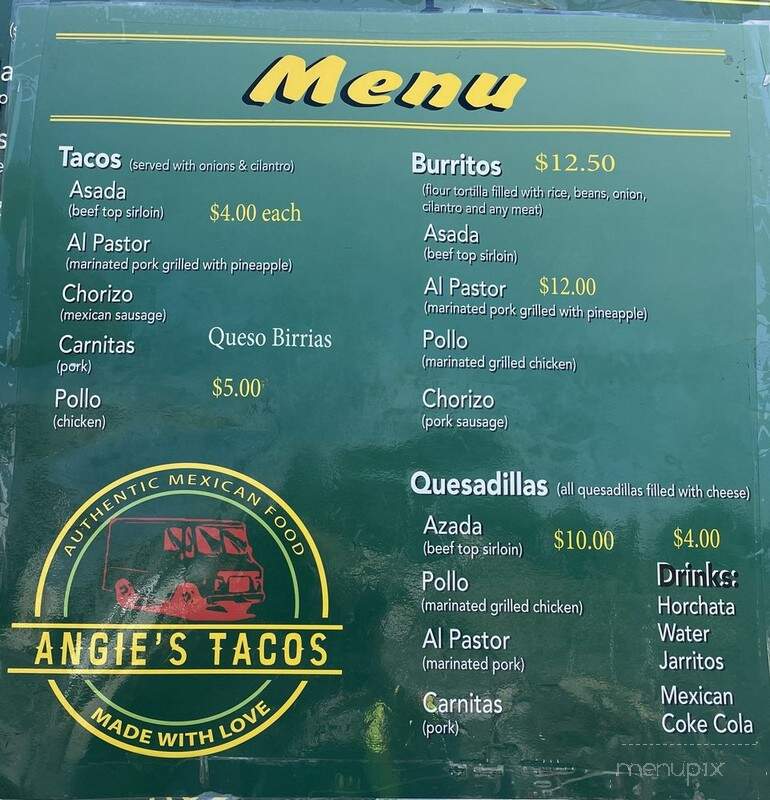 Menu
Tacos (served with onions & cilantro)
Asada
(beef top sirloin)
$4.00 each
Al Pastor
(marinated pork grilled with pineapple)
Chorizo
(mexican sausage)
Carnitas
(pork)
Queso Birrias
$5.00
Pollo
(chicken)
Burritos $12.50
(flour tortilla filled with rice, beans, onion,
cilantro and any meat)
Asada
(beef top sirloin)
Al Pastor $12.00
(marinated pork grilled with pineapple)
Pollo
(marinated grilled chicken)
Chorizo
(pork sausage)
Quesadillas (all quesadillas filled with cheese)
Azada
(beef top sirloin)
$10.00
Pollo
(marinated grilled chicken)
Al Pastor
(marinated pork)
Carnitas
(pork)
$4.00
Drinks:
Horchata
Water
Jarritos
Mexican
Coke Cola
AUTHENTIC MEXICAN FOOD
ANGIE'S TACOS
MADE WITH LOVE
menupix